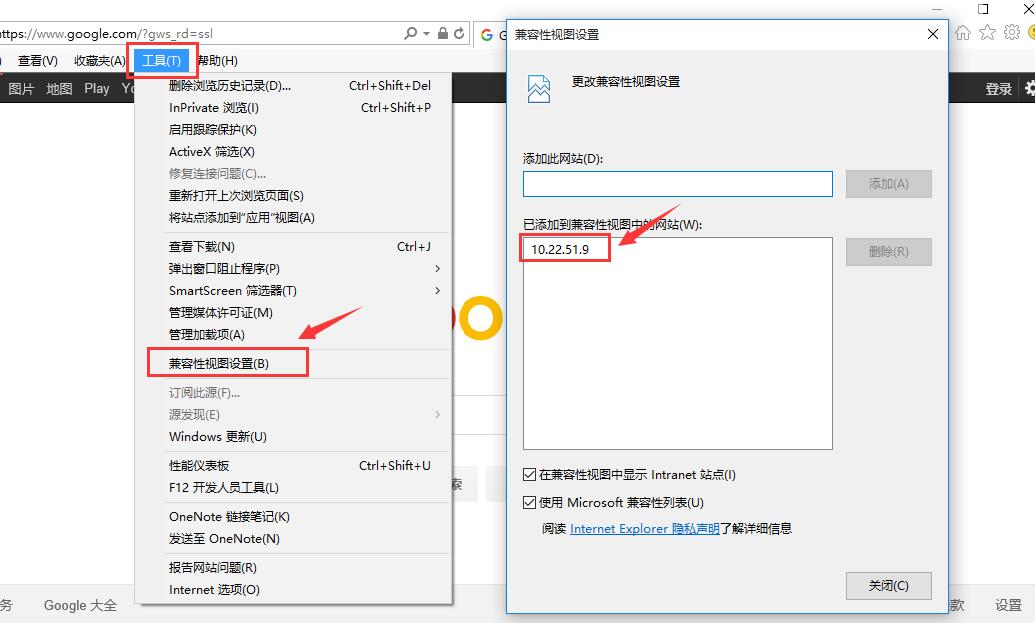 https://www.google.com/?gws_rd=ssl
查看(V) 收藏夹(A) 工具(T) 帮助(H)
图片 地图 Play
登录
删除浏览历史记录(D)... Ctrl+Shift+Del
InPrivate 浏览(I) Ctrl+Shift+P
启用跟踪保护(K)
ActiveX 筛选(X)
修复连接问题(C)...
重新打开上次浏览页面(S)
将站点添加到“应用”视图(A)
查看下载(N) Ctrl+J
弹出窗口阻止程序(P)
SmartScreen 筛选器(T)
管理媒体许可证(M)
管理加载项(A)
兼容性视图设置(B)
订阅此源(F)...
源发现(E)
Windows 更新(U)
性能仪表板 Ctrl+Shift+U
F12 开发人员工具(L)
OneNote 链接笔记(K)
发送至 OneNote(N)
报告网站问题(R)
Internet 选项(O)
索
务 Google 大全
款 设置
兼容性视图设置
更改兼容性视图设置
添加此网站(D):
添加(A)
已添加到兼容性视图中的网站(W):
10.22.51.9
删除(R)
在兼容性视图中显示 Intranet 站点(I)
使用 Microsoft 兼容性列表(U)
阅读 Internet Explorer 隐私声明了解详细信息
关闭(C)